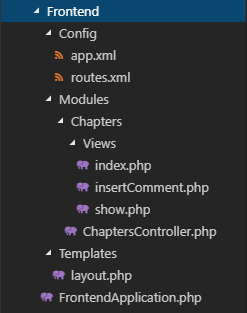 Frontend
Config
app.xml
routes.xml
Modules
Chapters
Views
index.php
insertComment.php
show.php
ChaptersController.php
Templates
layout.php
FrontendApplication.php